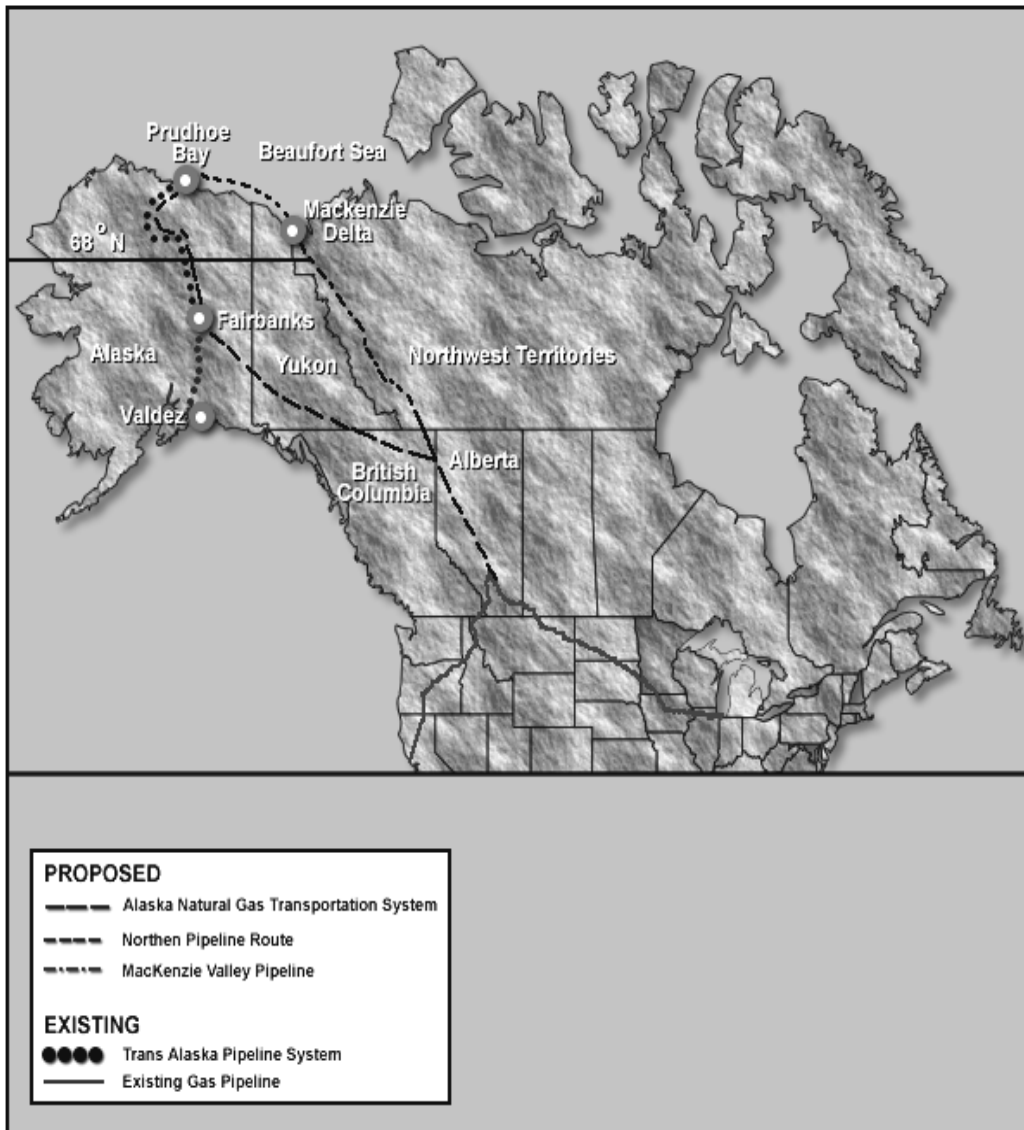 Prudhoe
Bay
Beaufort Sea
Mackenzie
Delta
68° N
Fairbanks
Alaska
Yukon
Northwest Territories
Valdez
British
Columbia
Alberta
PROPOSED
Alaska Natural Gas Transportation System
Northen Pipeline Route
MacKenzie Valley Pipeline
EXISTING
Trans Alaska Pipeline System
Existing Gas Pipeline